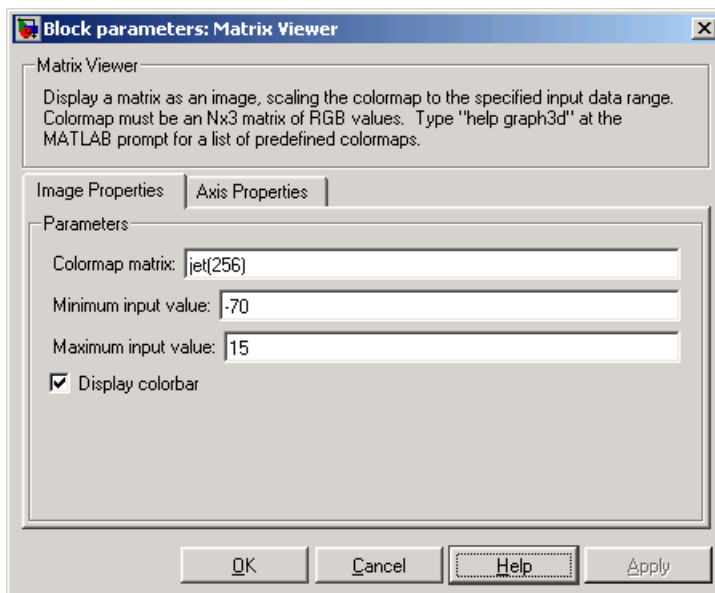 Block parameters: Matrix Viewer
Matrix Viewer
Display a matrix as an image, scaling the colormap to the specified input data range.
Colormap must be an Nx3 matrix of RGB values. Type "help graph3d" at the
MATLAB prompt for a list of predefined colormaps.
Image Properties Axis Properties
Parameters
Colormap matrix: jet(256)
Minimum input value: -70
Maximum input value: 15
Display colorbar
OK Cancel Help Apply